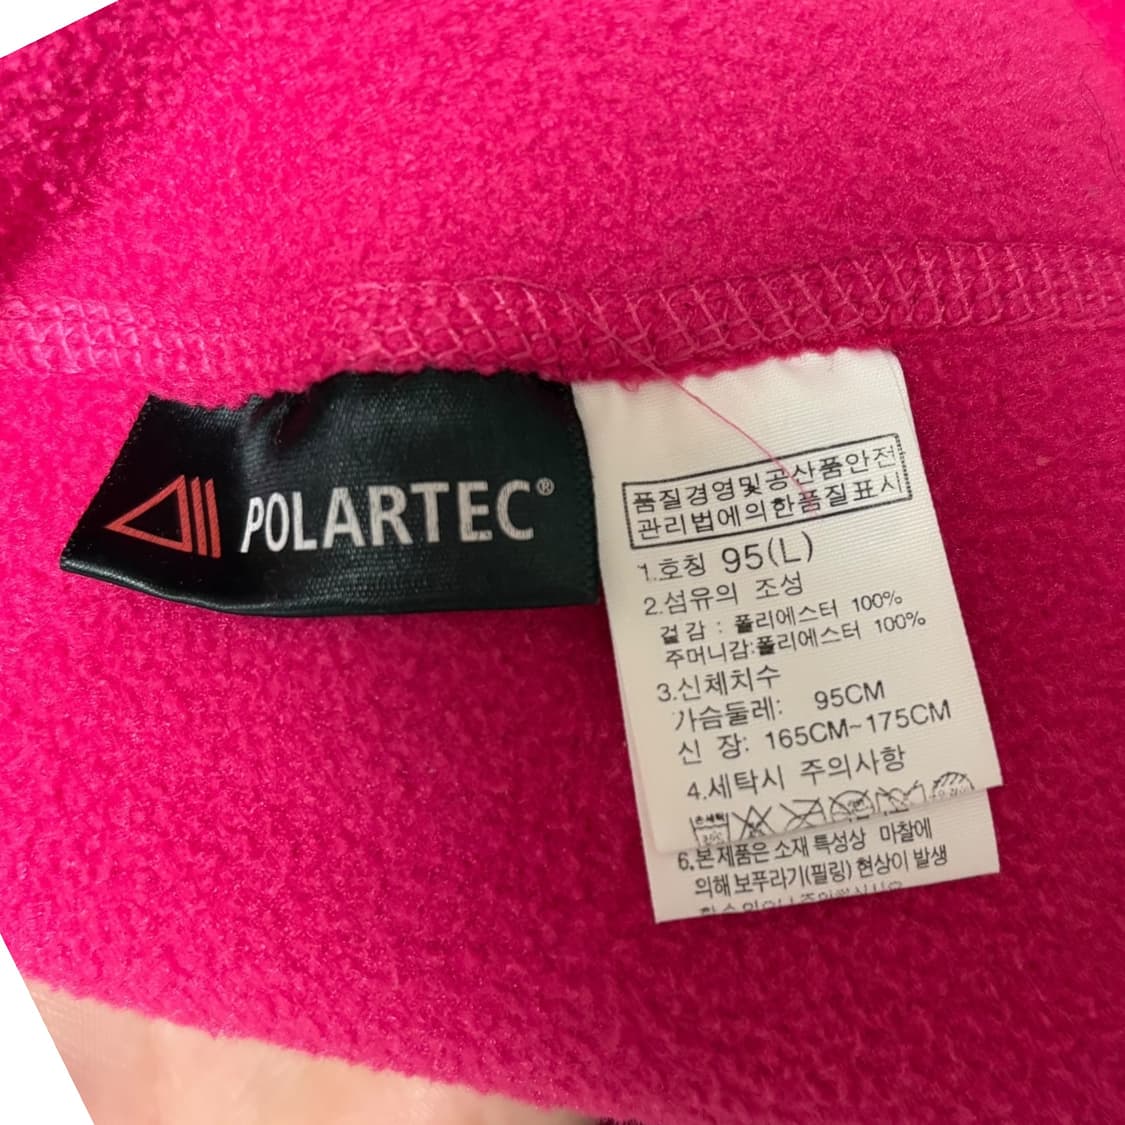 POLARTEC®
품질경영및공산품안전
관리법에의한품질표시
1.호칭 95(L)
2.섬유의 조성
겉감 : 폴리에스터 100%
주머니감:폴리에스터 100%
3.신체치수
가슴둘레: 95CM
신 장: 165CM~175CM
4.세탁시 주의사항
손세탁
6.본제품은 소재 특성상 마찰에
의해 보푸라기(필링) 현상이 발생